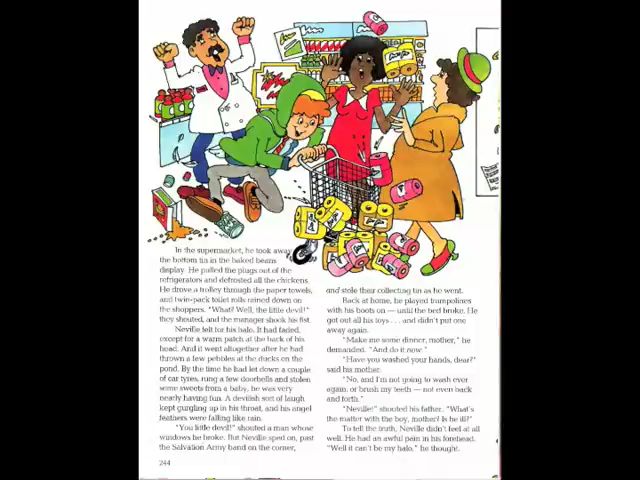 In the supermarket, he took away
the bottom tin in the baked beans
display. He pulled the plugs out of the
refrigerators and defrosted all the chickens.
He drove a trolley through the paper towels,
and twin-pack toilet rolls rained down on
the shoppers. "What? Well, the little devil!"
they shouted, and the manager shook his fist.
Neville felt for his halo. It had faded,
except for a warm patch at the back of his
head. And it went altogether after he had
thrown a few pebbles at the ducks on the
pond. By the time he had let down a couple
of car tyres, rung a few doorbells and stolen
some sweets from a baby, he was very
nearly having fun. A devilish sort of laugh
kept gurgling up in his throat, and his angel
feathers were falling like rain.
"You little devil!" shouted a man whose
windows he broke. But Neville sped on, past
the Salvation Army band on the corner,
244
and stole their collecting tin as he went.
Back at home, he played trampolines
with his boots on — until the bed broke. He
got out all his toys . . . and didn't put one
away again.
"Make me some dinner, mother," he
demanded. "And do it now."
"Have you washed your hands, dear?"
said his mother.
"No, and I'm not going to wash ever
again, or brush my teeth — not even back
and forth."
"Neville!" shouted his father. "What's
the matter with the boy, mother? Is he ill?"
To tell the truth, Neville didn't feel at all
well. He had an awful pain in his forehead.
"Well it can't be my halo," he thought.